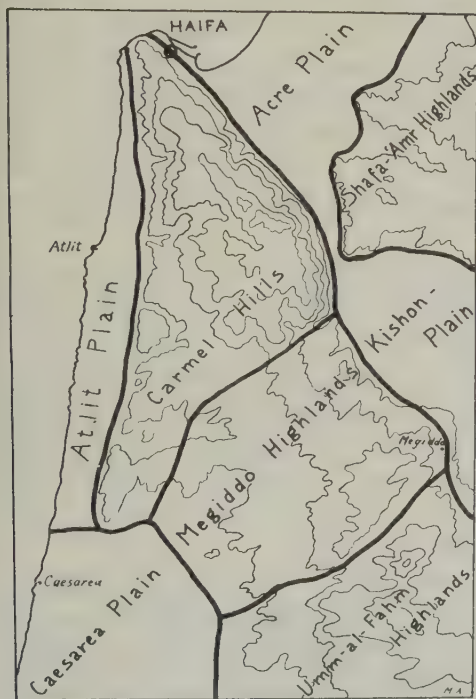 HAIFA
Acre Plain
Shafa-'Amr Highlands
Atlit
Atlit Plain
Carmel Hills
Kishon-
Plain
Megiddo Highlands
Megiddo
Caesarea
Caesarea Plain
Umm-al-Fahm
Highlands
M.A.